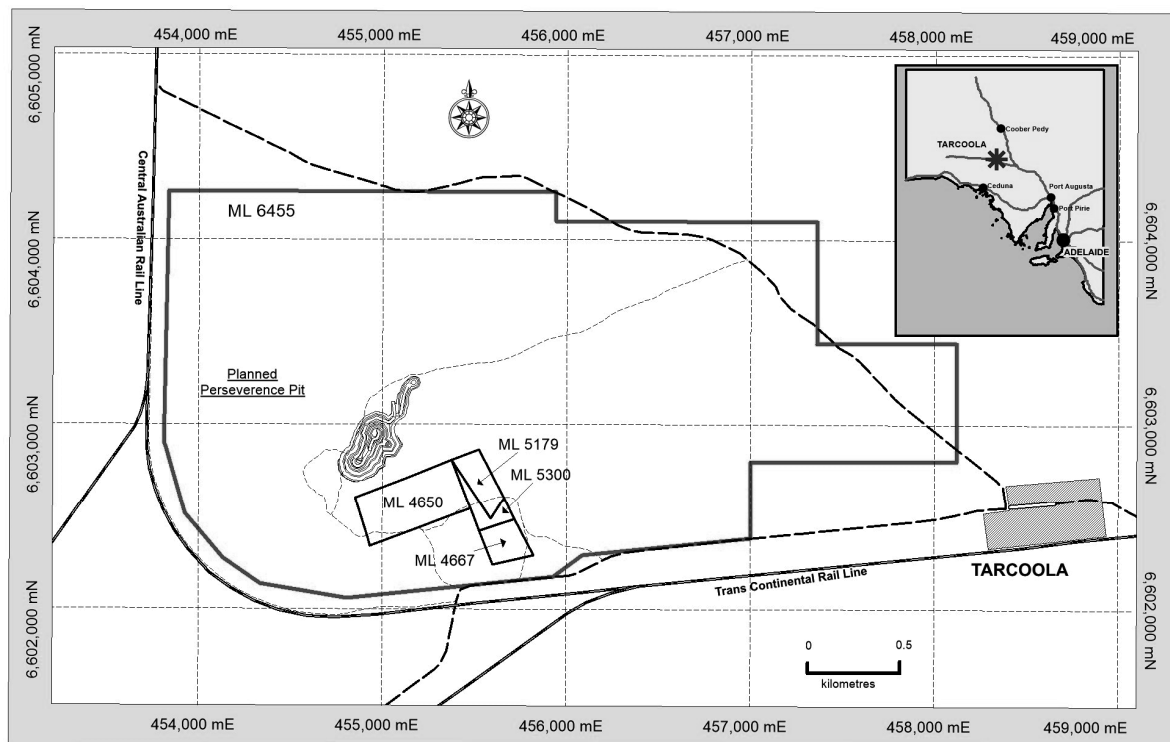 454,000 mE
455,000 mE
456,000 mE
457,000 mE
458,000 mE
459,000 mE
6,605,000 mN
6,604,000 mN
6,603,000 mN
6,602,000 mN
Central Australian Rail Line
ML 6455
Planned
Perseverence Pit
ML 5179
ML 5300
ML 4650
ML 4667
Trans Continental Rail Line
TARCOOLA
0
0.5
kilometres
Coober Pedy
TARCOOLA
Ceduna
Port Augusta
Port Pirie
ADELAIDE
6,605,000 mN
6,604,000 mN
6,603,000 mN
6,602,000 mN
454,000 mE
455,000 mE
456,000 mE
457,000 mE
458,000 mE
459,000 mE